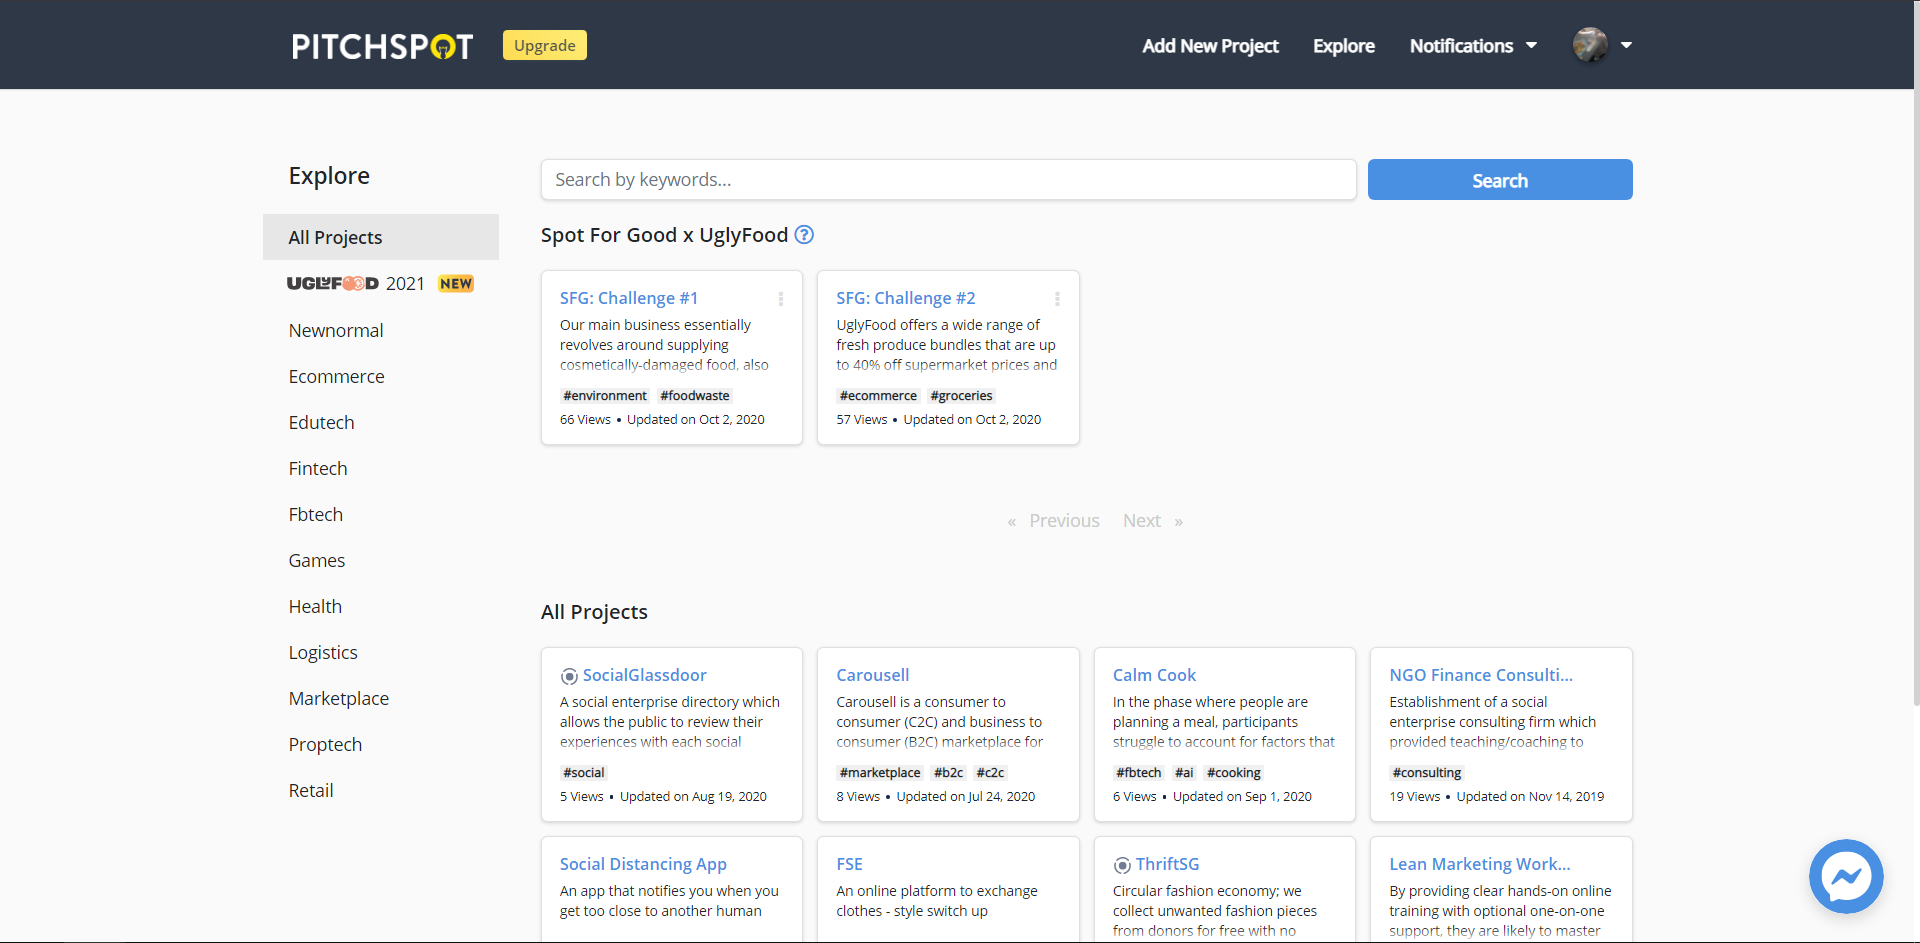 PITCHSPOT Upgrade Add New Project Explore Notifications
Explore
Search by keywords... Search
All Projects
UGLYFOOD 2021 NEW
Newnormal
Ecommerce
Edutech
Fintech
Fbtech
Games
Health
Logistics
Marketplace
Proptech
Retail
Spot For Good x UglyFood ?
SFG: Challenge #1
Our main business essentially
revolves around supplying
cosmetically-damaged food, also
#environment #foodwaste
66 Views • Updated on Oct 2, 2020
SFG: Challenge #2
UglyFood offers a wide range of
fresh produce bundles that are up
to 40% off supermarket prices and
#ecommerce #groceries
57 Views • Updated on Oct 2, 2020
« Previous Next »
All Projects
SocialGlassdoor
A social enterprise directory which
allows the public to review their
experiences with each social
#social
5 Views • Updated on Aug 19, 2020
Carousell
Carousell is a consumer to
consumer (C2C) and business to
consumer (B2C) marketplace for
#marketplace #b2c #c2c
8 Views • Updated on Jul 24, 2020
Calm Cook
In the phase where people are
planning a meal, participants
struggle to account for factors that
#fbtech #ai #cooking
6 Views • Updated on Sep 1, 2020
NGO Finance Consulti...
Establishment of a social
enterprise consulting firm which
provided teaching/coaching to
#consulting
19 Views • Updated on Nov 14, 2019
Social Distancing App
An app that notifies you when you
get too close to another human
FSE
An online platform to exchange
clothes - style switch up
ThriftSG
Circular fashion economy; we
collect unwanted fashion pieces
from donors for free with no
Lean Marketing Work...
By providing clear hands-on online
training with optional one-on-one
support, they are likely to master